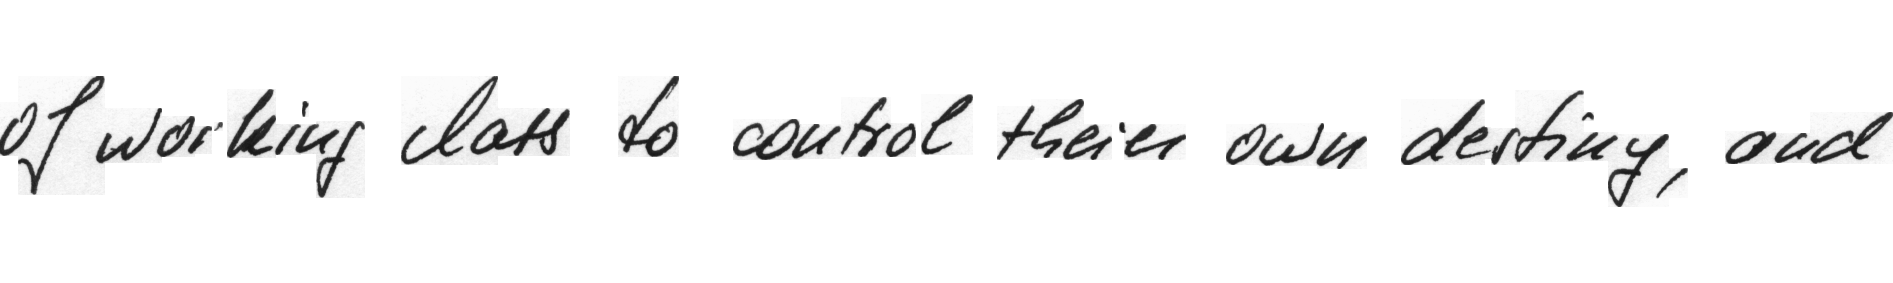 of working class to control their own destiny, and